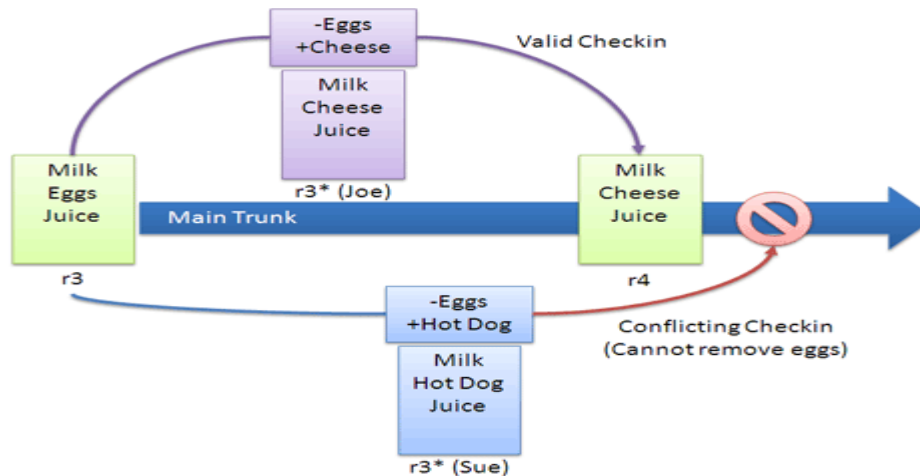 -Eggs
+Cheese
Valid Checkin
Milk
Cheese
Juice
r3* (Joe)
Milk
Eggs
Juice
r3
Main Trunk
Milk
Cheese
Juice
r4
-Eggs
+Hot Dog
Conflicting Checkin
(Cannot remove eggs)
Milk
Hot Dog
Juice
r3* (Sue)